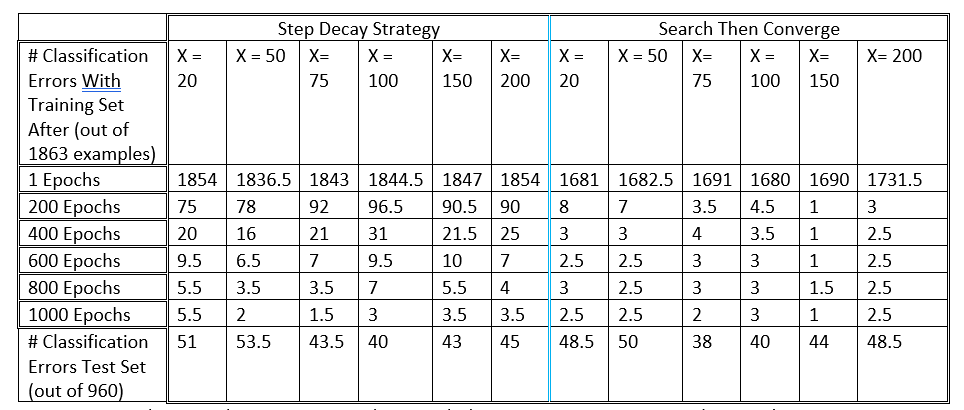 Step Decay Strategy Search Then Converge
# Classification Errors With Training Set After (out of 1863 examples) X = 20 X = 50 X= 75 X = 100 X= 150 X= 200 X = 20 X = 50 X= 75 X = 100 X= 150 X= 200
1 Epochs 1854 1836.5 1843 1844.5 1847 1854 1681 1682.5 1691 1680 1690 1731.5
200 Epochs 75 78 92 96.5 90.5 90 8 7 3.5 4.5 1 3
400 Epochs 20 16 21 31 21.5 25 3 3 4 3.5 1 2.5
600 Epochs 9.5 6.5 7 9.5 10 7 2.5 2.5 3 3 1 2.5
800 Epochs 5.5 3.5 3.5 7 5.5 4 3 2.5 3 3 1.5 2.5
1000 Epochs 5.5 2 1.5 3 3.5 3.5 2.5 2.5 2 3 1 2.5
# Classification Errors Test Set (out of 960) 51 53.5 43.5 40 43 45 48.5 50 38 40 44 48.5